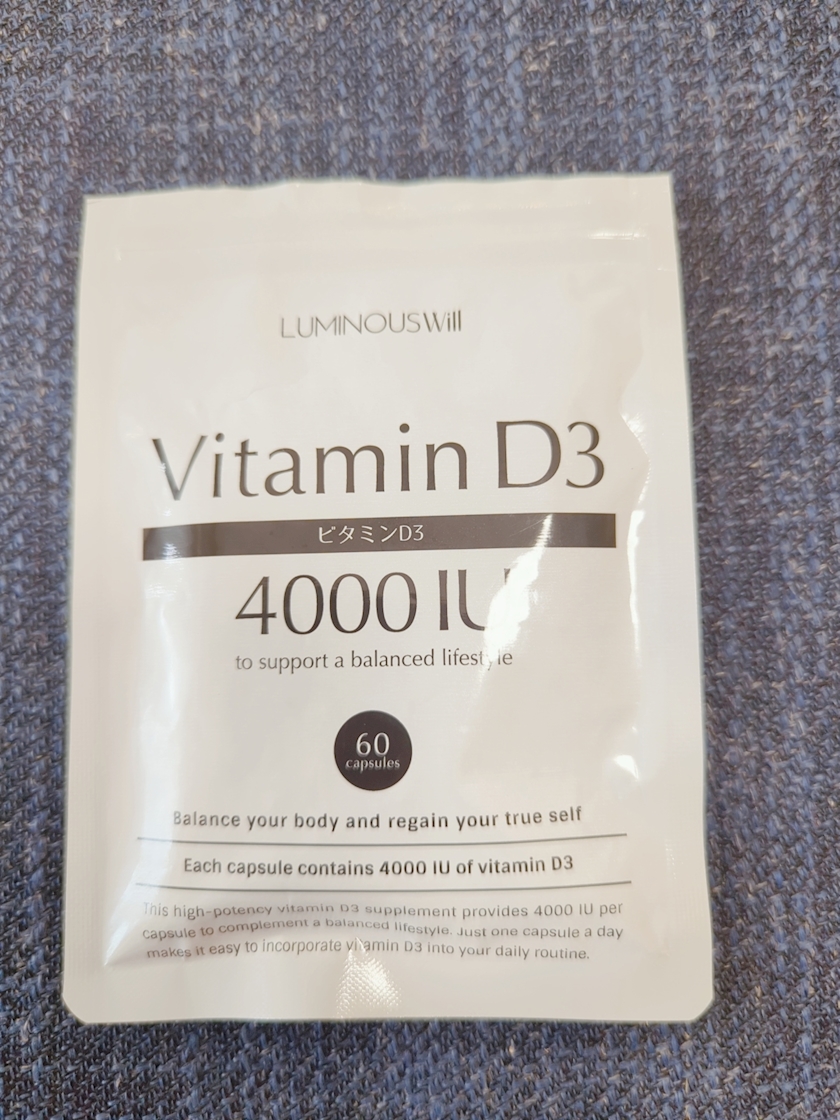 LUMINOUSWill
Vitamin D3
ビタミンD3
4000 IU
to support a balanced lifestyle
60
capsules
Balance your body and regain your true self
Each capsule contains 4000 IU of vitamin D3
This high-potency vitamin D3 supplement provides 4000 IU per
capsule to complement a balanced lifestyle. Just one capsule a day
makes it easy to incorporate vitamin D3 into your daily routine.